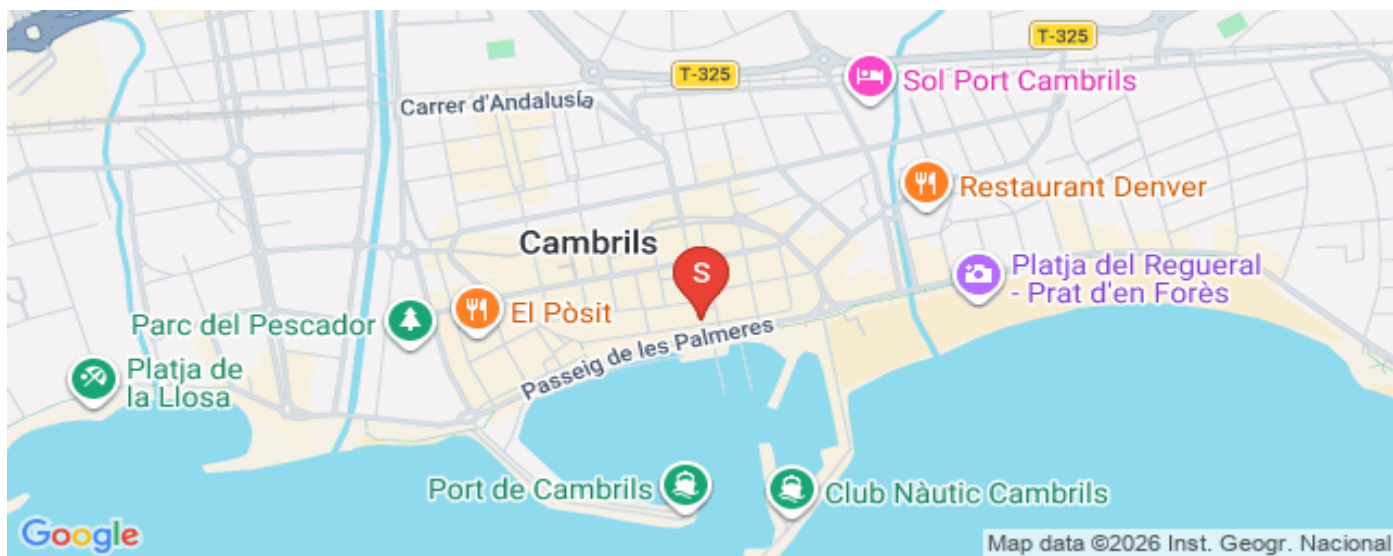 T-325
T-325
Sol Port Cambrils
Carrer d'Andalusía
Restaurant Denver
Cambrils
S
Platja del Regueral
- Prat d'en Forès
El Pòsit
Parc del Pescador
Passeig de les Palmeres
Platja de
la Llosa
Port de Cambrils
Club Nàutic Cambrils
Google
Map data ©2026 Inst. Geogr. Nacional